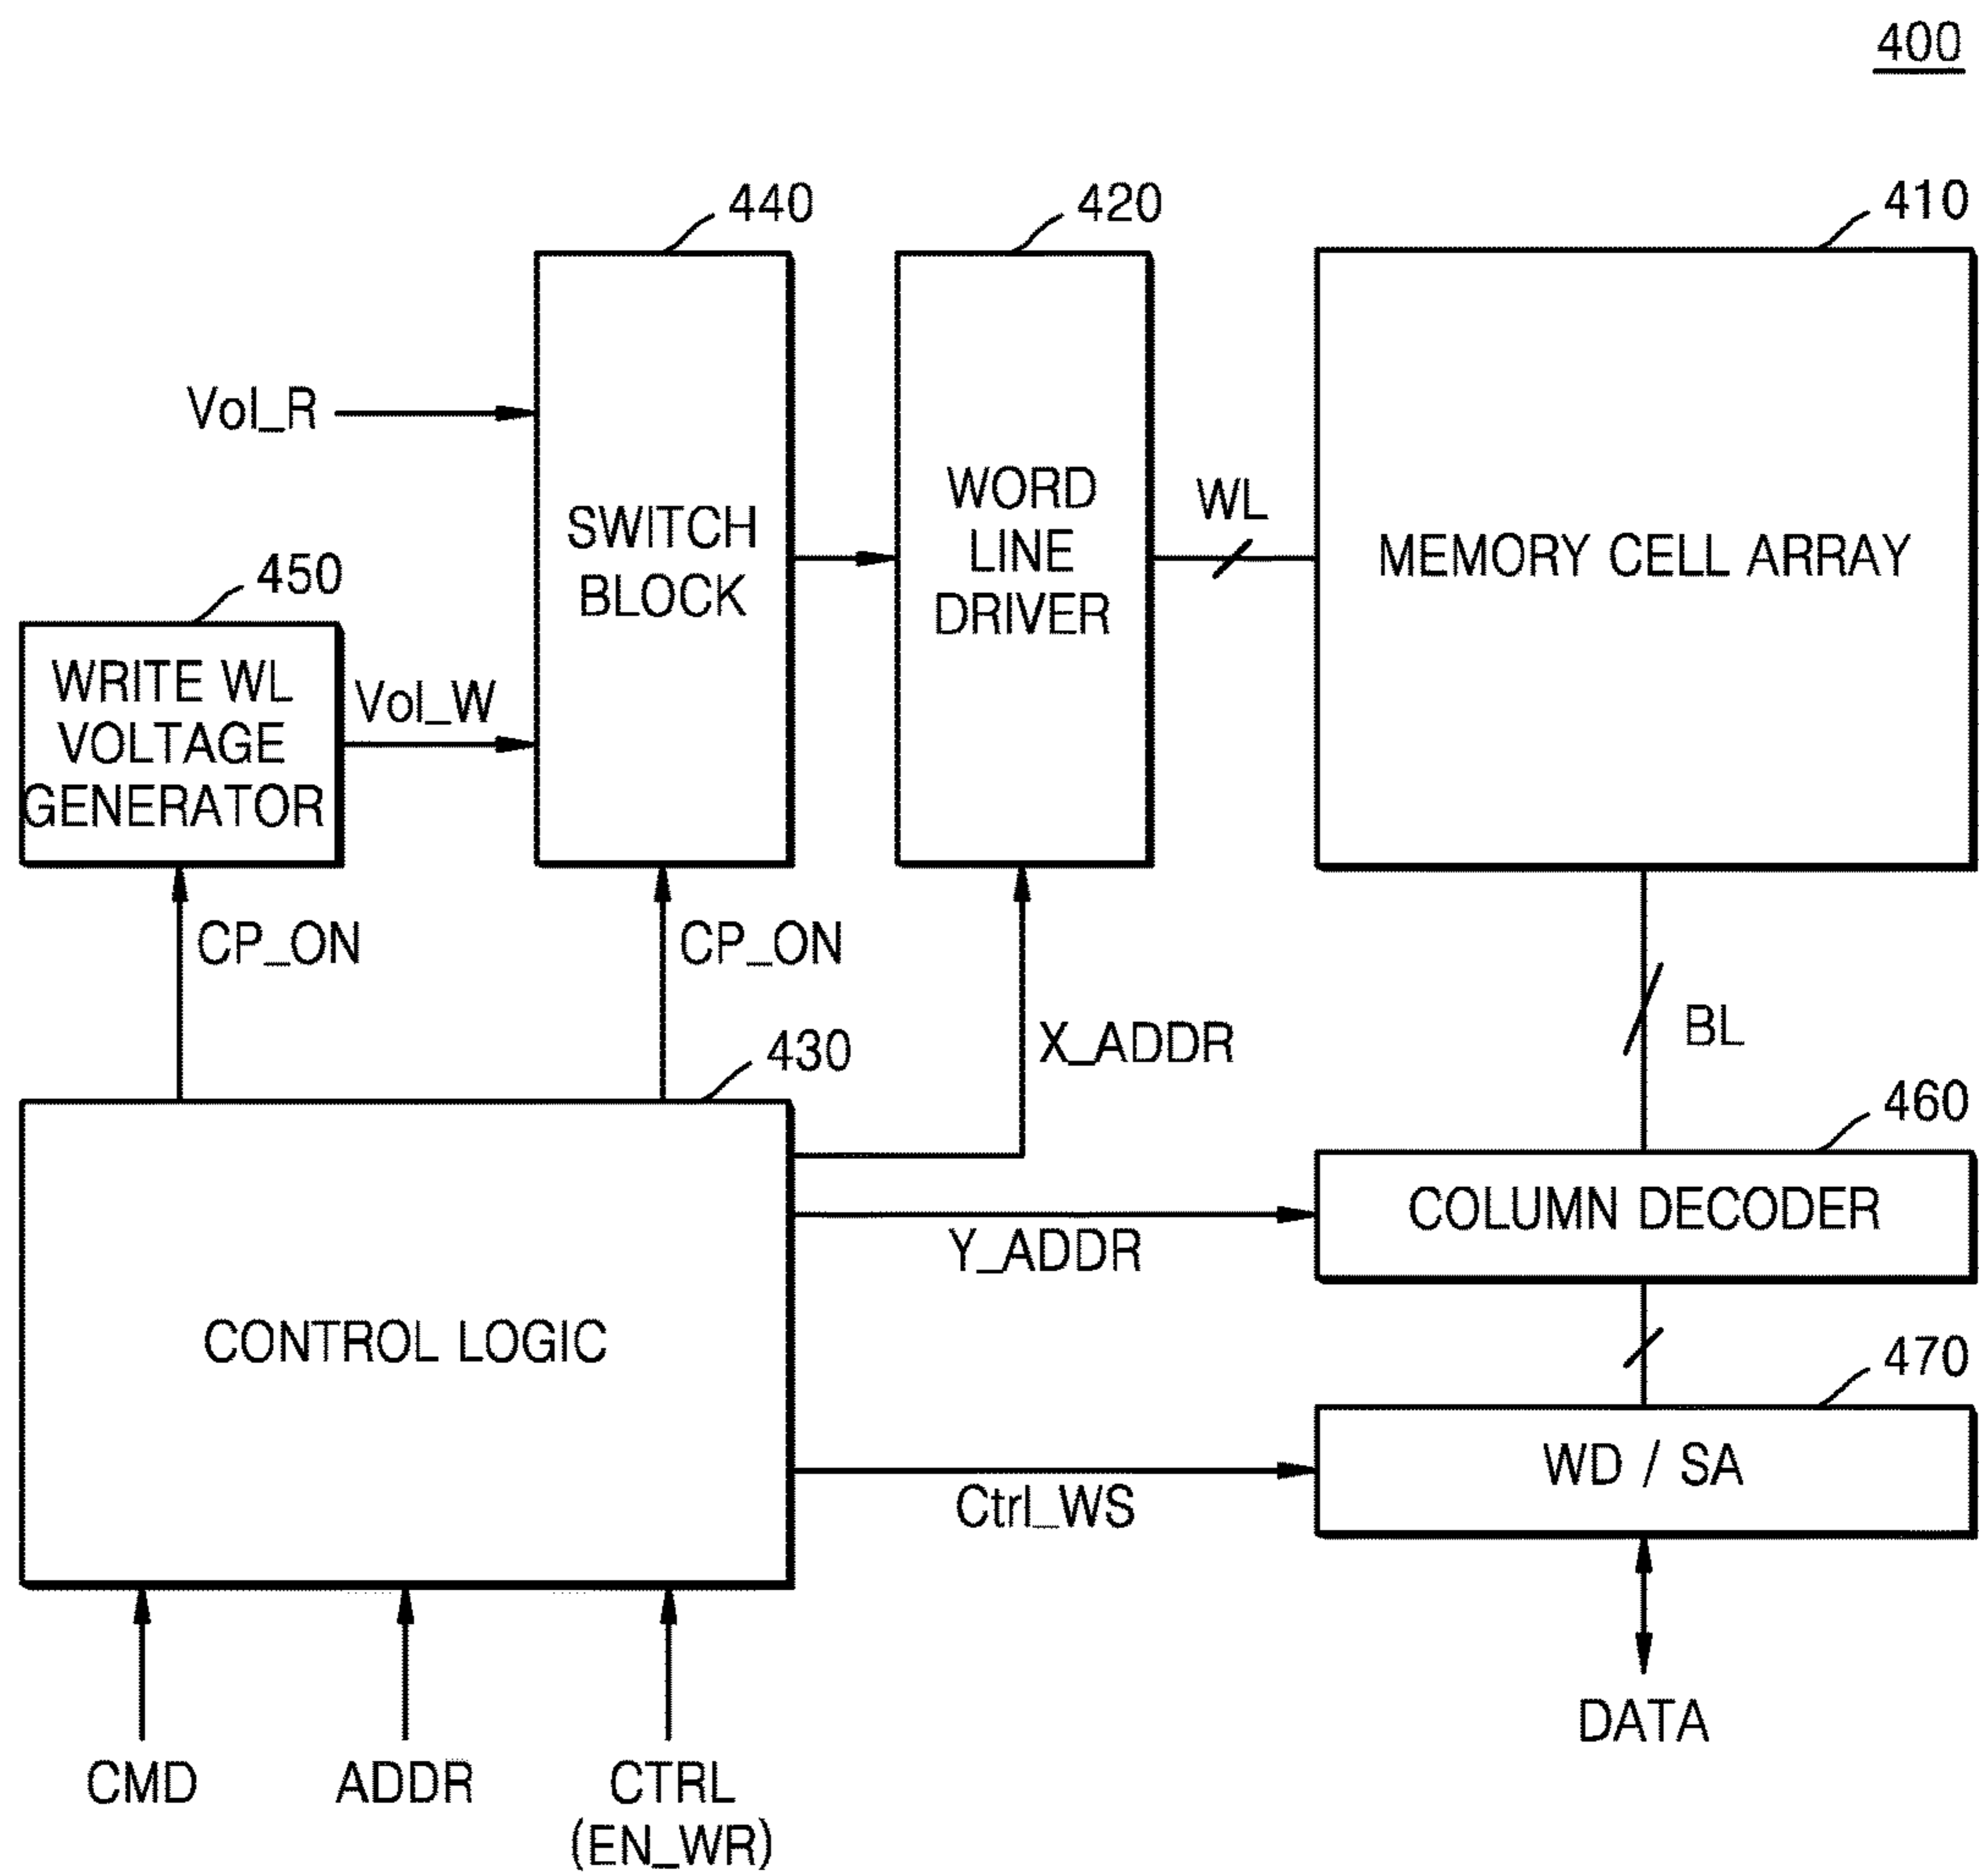 400
440
420
410
Vol_R
SWITCH
BLOCK
WORD
LINE
DRIVER
WL
MEMORY CELL ARRAY
450
WRITE WL
VOLTAGE
GENERATOR
Vol_W
CP_ON
CP_ON
X_ADDR
BL
430
460
COLUMN DECODER
Y_ADDR
CONTROL LOGIC
470
WD / SA
Ctrl_WS
CMD
ADDR
CTRL
(EN_WR)
DATA